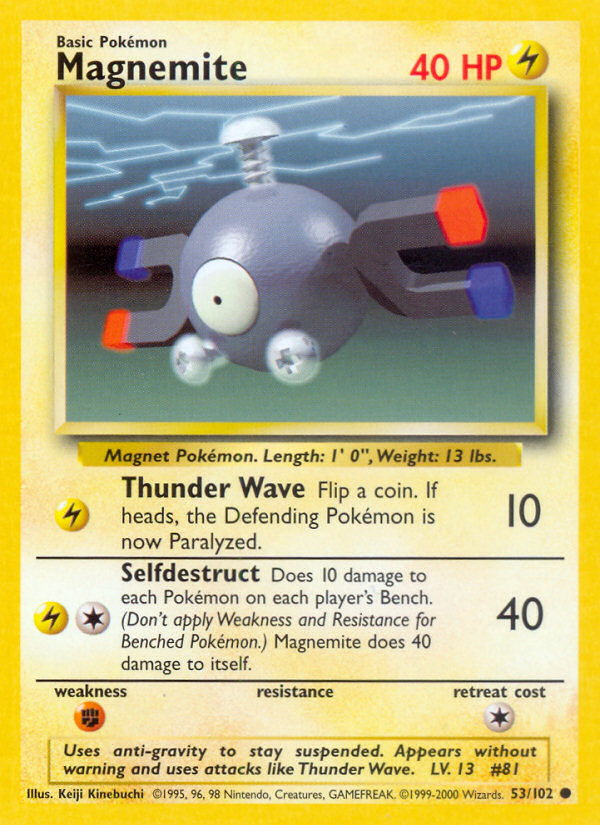 Basic Pokémon
Magnemite
40 HP
Magnet Pokémon. Length: 1' 0", Weight: 13 lbs.
Thunder Wave Flip a coin. If
heads, the Defending Pokémon is
now Paralyzed.
10
Selfdestruct Does 10 damage to
each Pokémon on each player's Bench.
(Don't apply Weakness and Resistance for
Benched Pokémon.) Magnemite does 40
damage to itself.
40
weakness resistance retreat cost
Uses anti-gravity to stay suspended. Appears without
warning and uses attacks like Thunder Wave. LV. 13 #81
Illus. Keiji Kinebuchi ©1995, 96, 98 Nintendo, Creatures, GAMEFREAK. ©1999-2000 Wizards. 53/102